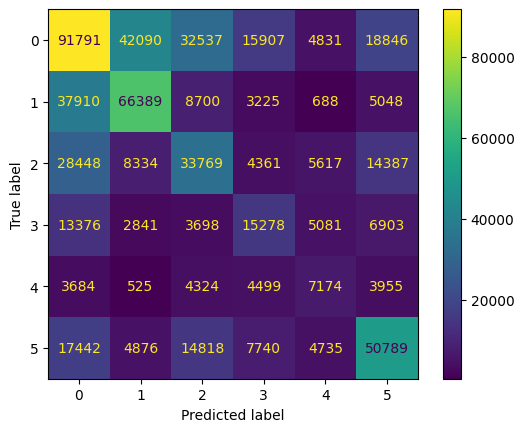 0 91791 42090 32537 15907 4831 18846
1 37910 66389 8700 3225 688 5048
2 28448 8334 33769 4361 5617 14387
3 13376 2841 3698 15278 5081 6903
4 3684 525 4324 4499 7174 3955
5 17442 4876 14818 7740 4735 50789
0 1 2 3 4 5
Predicted label
True label
80000
60000
40000
20000